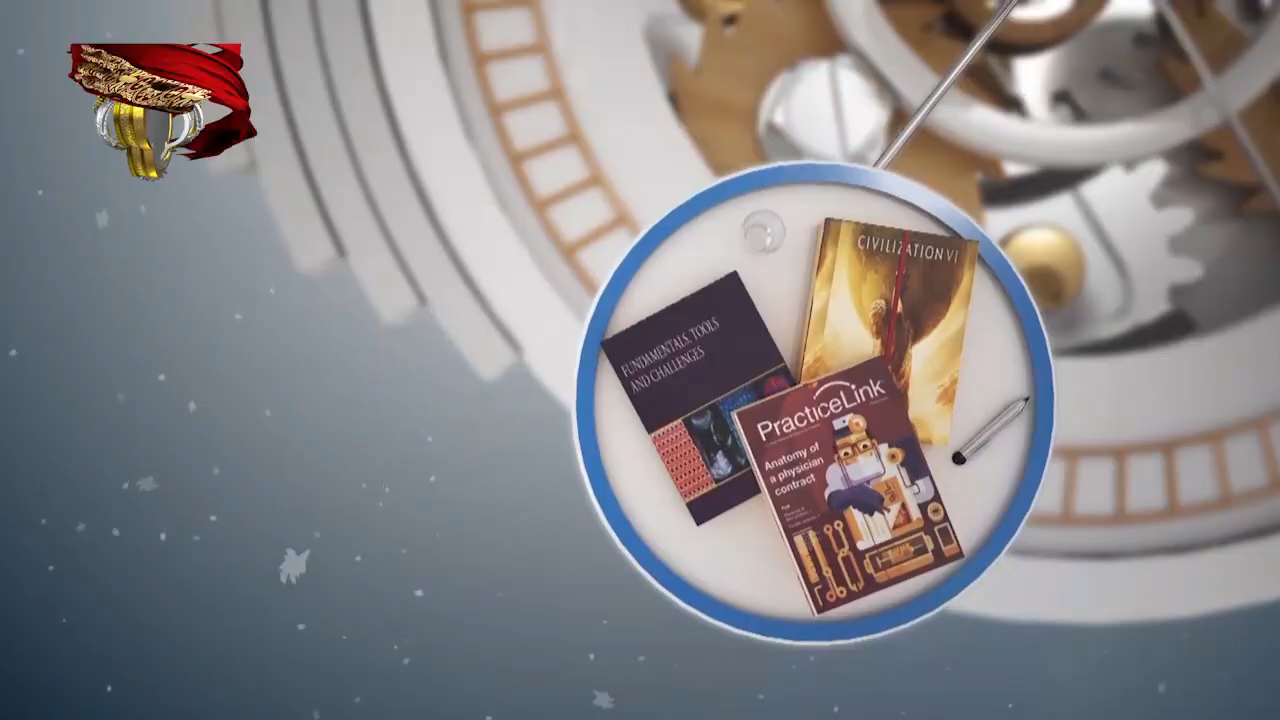 CIVILIZATION VI
FUNDAMENTALS, TOOLS
AND CHALLENGES
PracticeLink
Anatomy of
a physician
contract